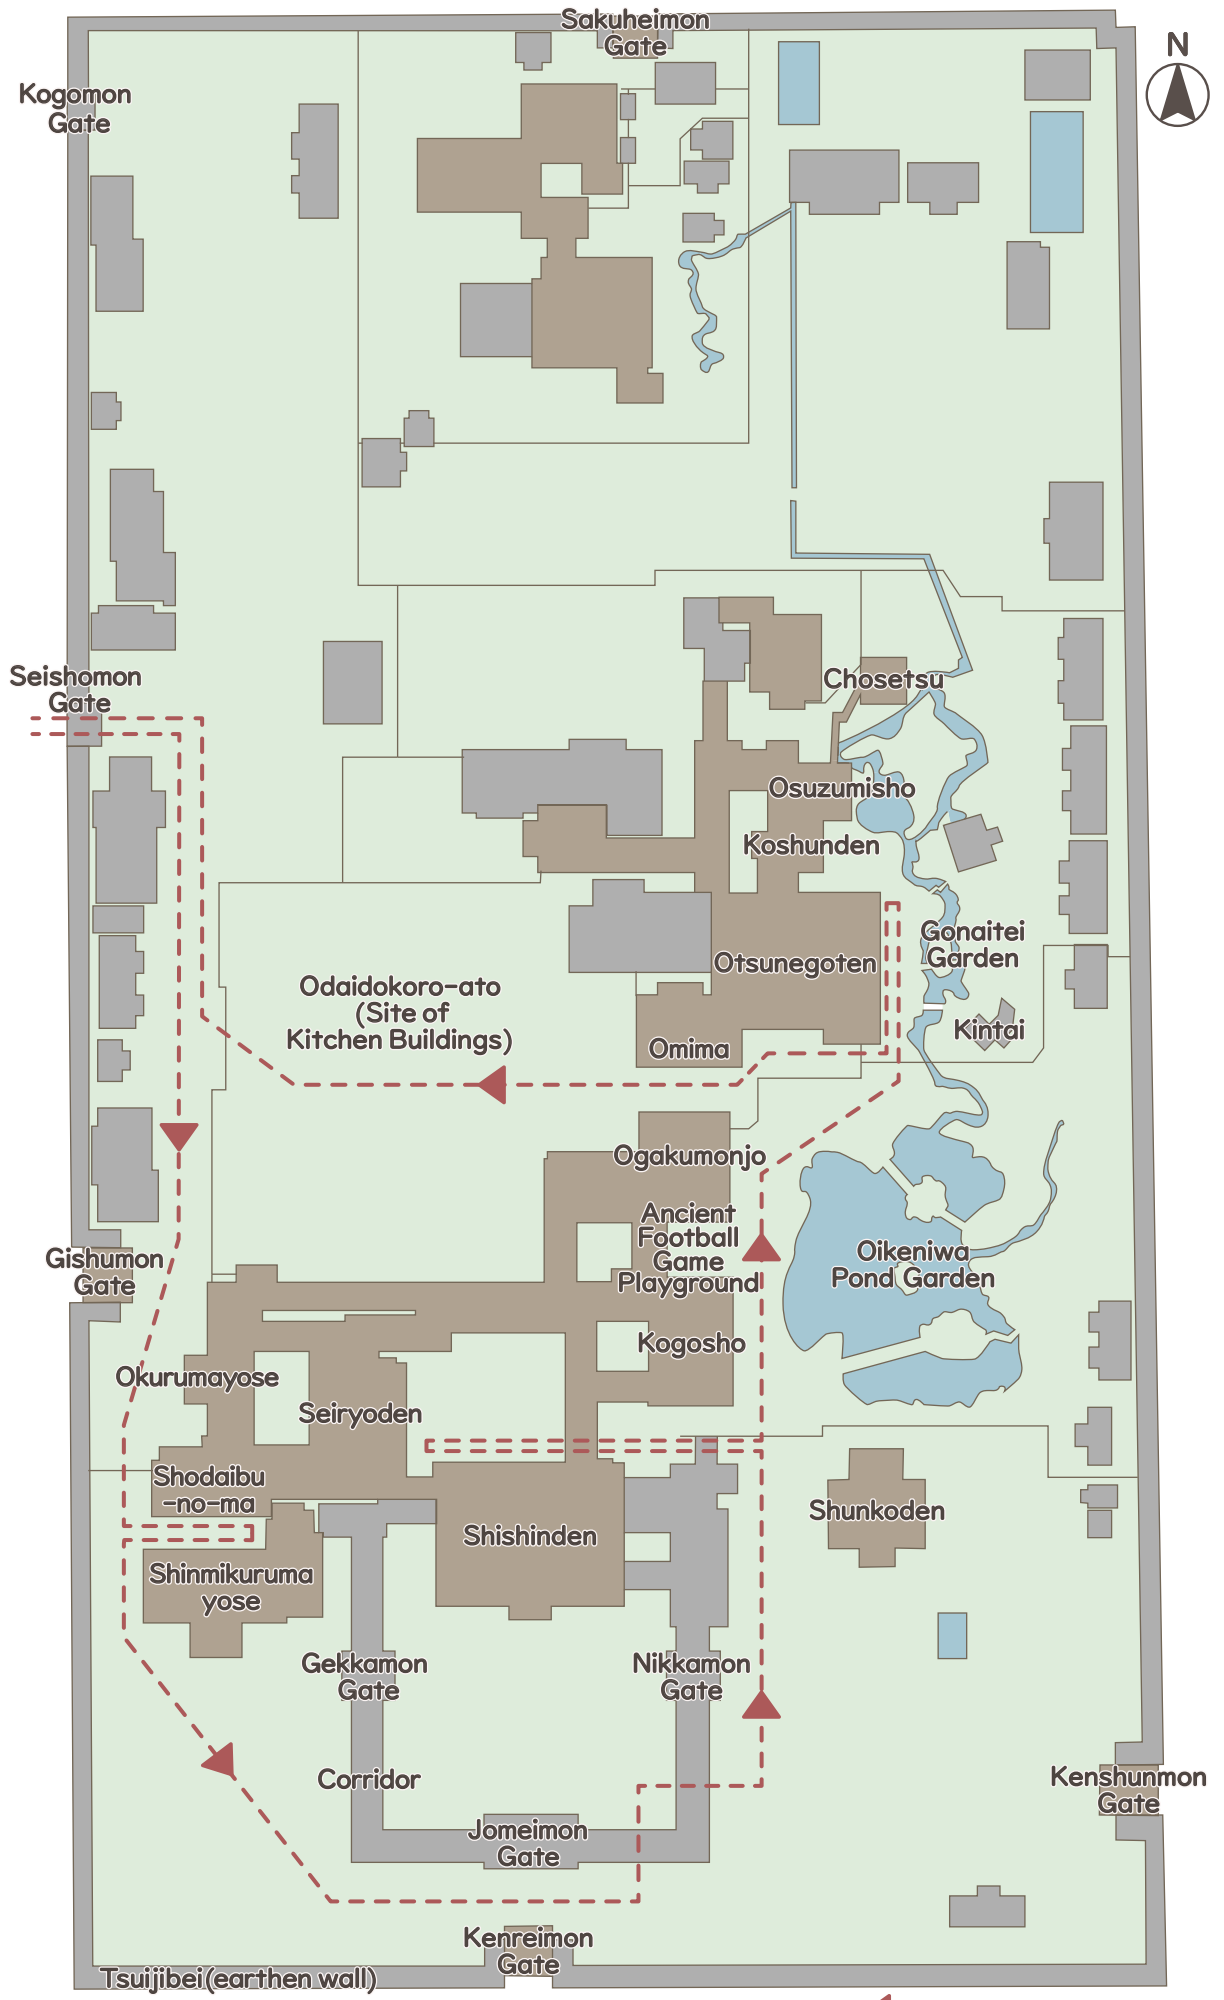 Sakuheimon
Gate
N
Kogomon
Gate
Seishomon
Gate
Chosetsu
Osuzumisho
Koshunden
Gonaitei
Garden
Otsunegoten
Odaidokoro-ato
(Site of
Kitchen Buildings)
Kintai
Omima
Ogakumonjo
Ancient
Football
Game
Playground
Oikeniwa
Pond Garden
Gishumon
Gate
Kogosho
Okurumayose
Seiryoden
Shodaibu
-no-ma
Shunkoden
Shishinden
Shinmikuruma
yose
Gekkamon
Gate
Nikkamon
Gate
Corridor
Kenshunmon
Gate
Jomeimon
Gate
Kenreimon
Gate
Tsuijibei(earthen wall)